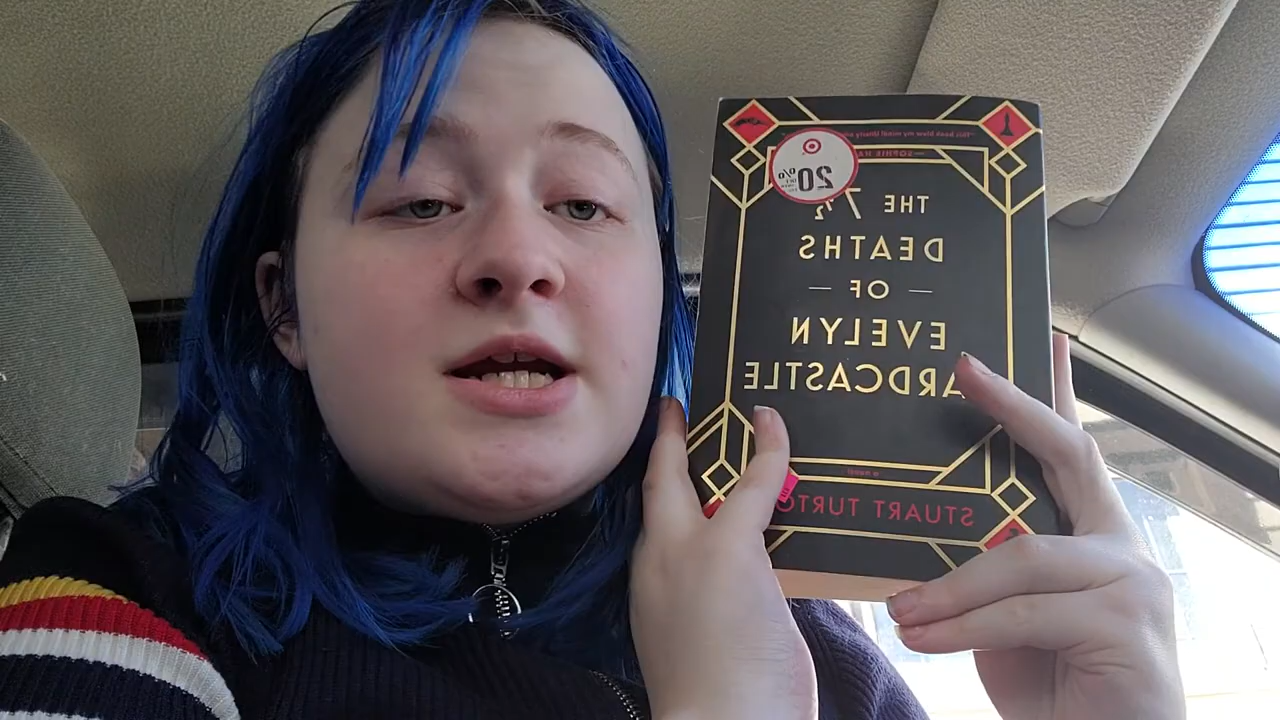 "This book blew my mind! Utterly
— SOPHIE HA
20%
THE 7½
DEATHS
— OF —
EVELYN
ARDCASTLE
a novel
STUART TURTO